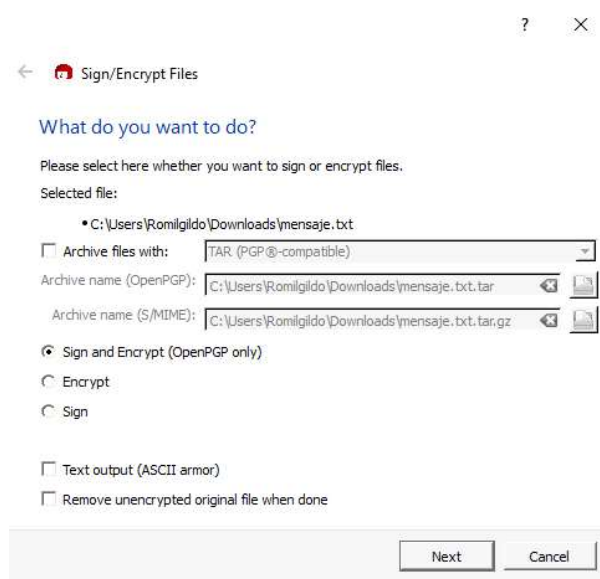 ?
Sign/Encrypt Files
What do you want to do?
Please select here whether you want to sign or encrypt files.
Selected file:
• C:\Users\Romilgildo\Downloads\mensaje.txt
Archive files with: TAR (PGP®-compatible)
Archive name (OpenPGP): C:\Users\Romilgildo\Downloads\mensaje.txt.tar
Archive name (S/MIME): C:\Users\Romilgildo\Downloads\mensaje.txt.tar.gz
Sign and Encrypt (OpenPGP only)
Encrypt
Sign
Text output (ASCII armor)
Remove unencrypted original file when done
Next Cancel